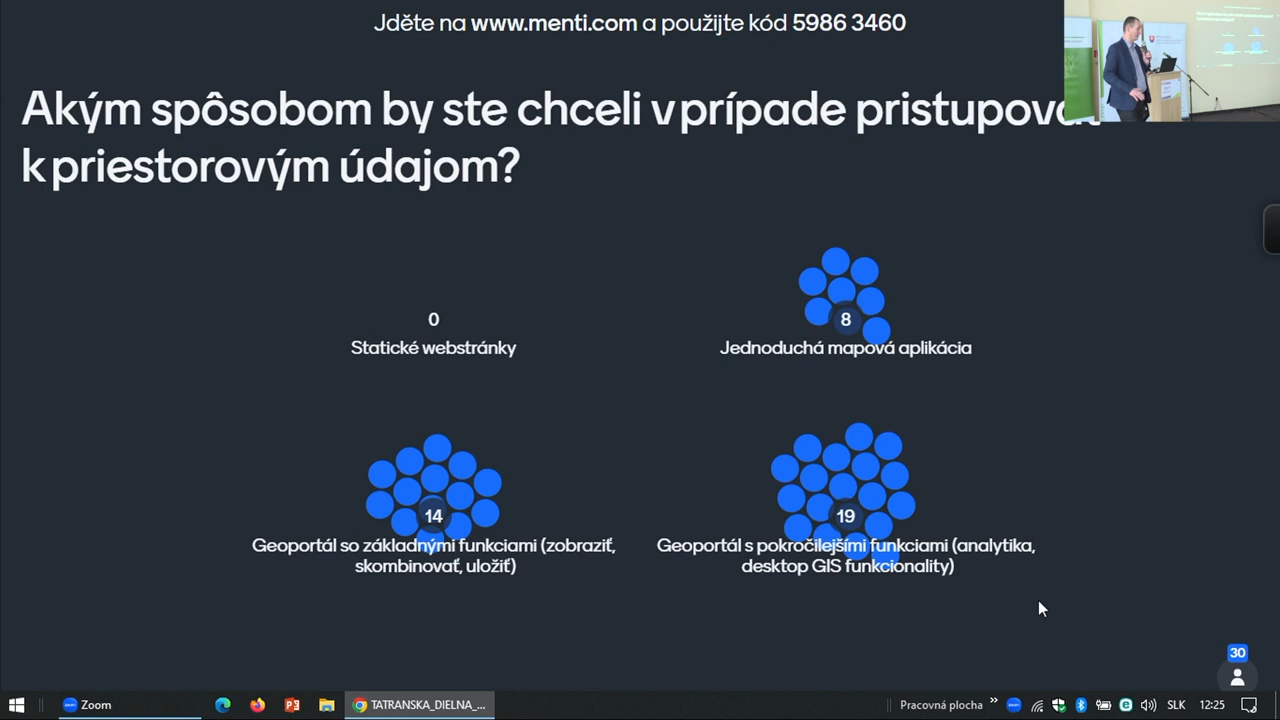 Jděte na www.menti.com a použijte kód 5986 3460
Akým spôsobom by ste chceli v prípade pristupovať
k priestorovým údajom?
0
Statické webstránky
8
Jednoduchá mapová aplikácia
14
Geoportál so základnými funkciami (zobraziť,
skombinovať, uložiť)
19
Geoportál s pokročilejšími funkciami (analytika,
desktop GIS funkcionality)
30
Zoom
TATRANSKA_DIELNA_...
Pracovná plocha
SLK
12:25